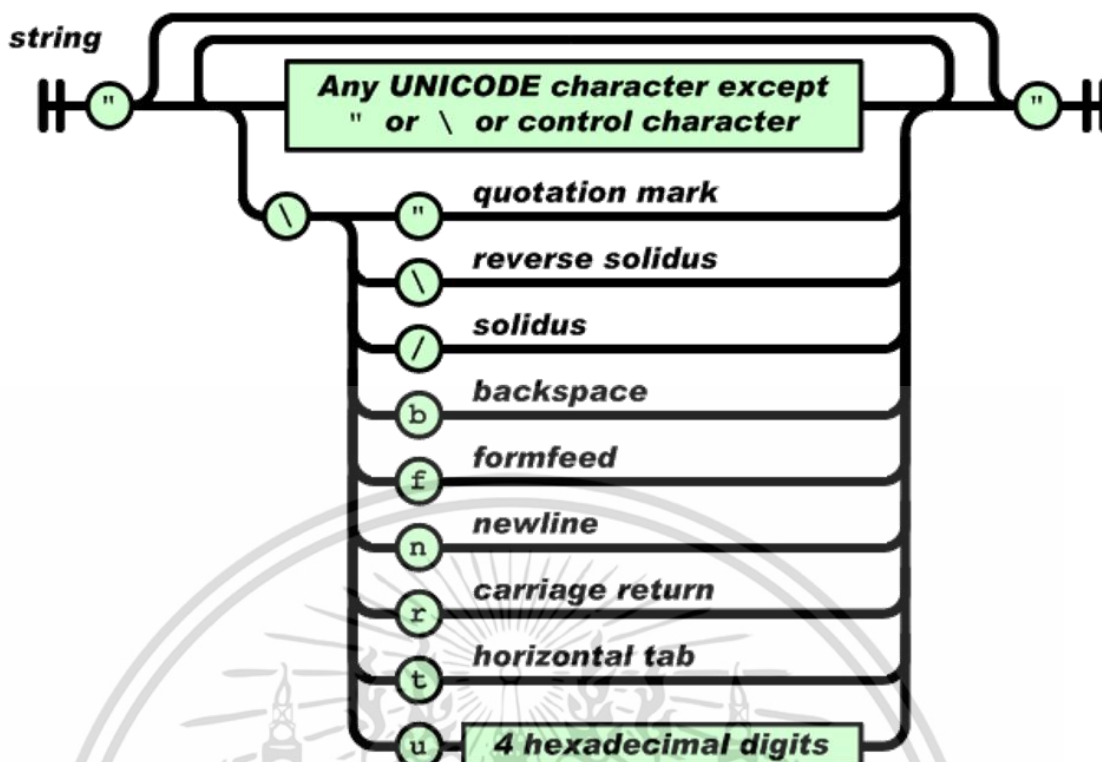 string
"
Any UNICODE character except
" or \ or control character
"
\
" quotation mark
\ reverse solidus
/ solidus
b backspace
f formfeed
n newline
r carriage return
t horizontal tab
u 4 hexadecimal digits